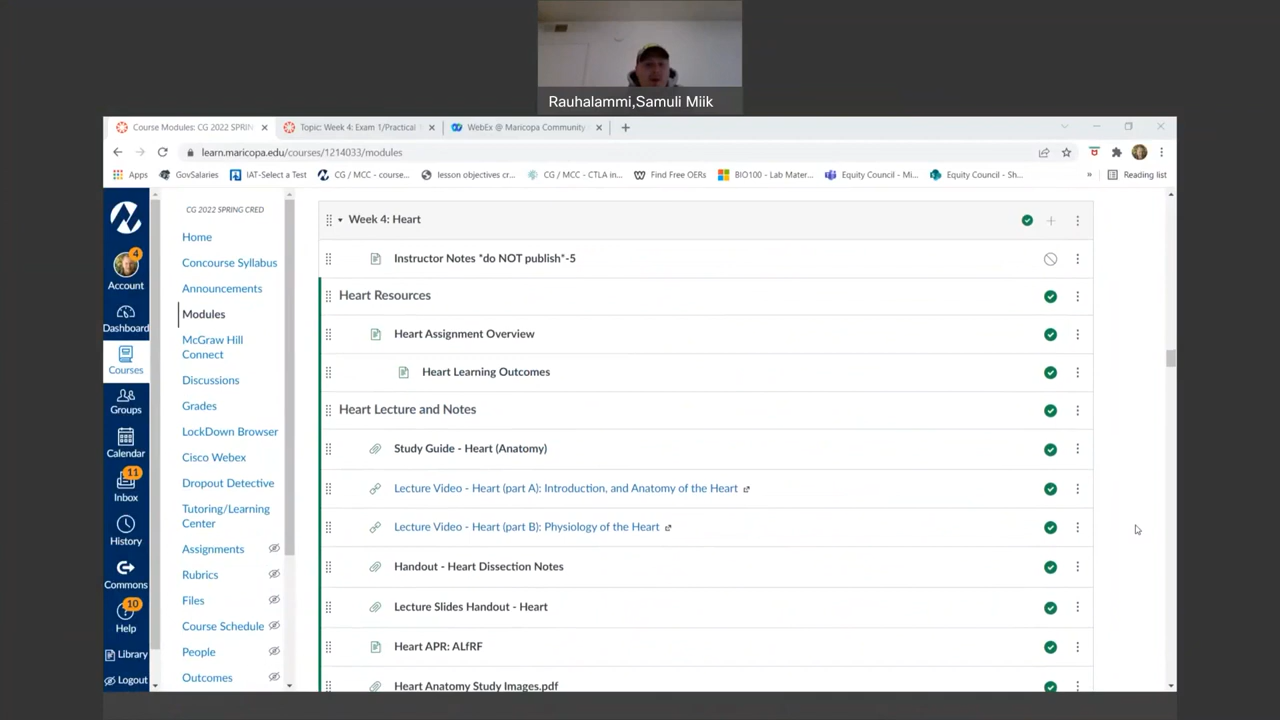 Rauhalammi,Samuli Miik
Course Modules: CG 2022 SPRIN
Topic: Week 4: Exam 1/Practical
WebEx @ Maricopa Community
learn.maricopa.edu/courses/1214033/modules
Apps
GovSalaries
IAT-Select a Test
CG / MCC - course...
lesson objectives cr...
CG / MCC - CTLA in...
Find Free OERs
BIO100 - Lab Mater...
Equity Council - Mi...
Equity Council - Sh...
»
Reading list
4
Account
Dashboard
Courses
Groups
Calendar
11
Inbox
History
Commons
10
Help
Library
Logout
CG 2022 SPRING CRED
Home
Concourse Syllabus
Announcements
Modules
McGraw Hill
Connect
Discussions
Grades
LockDown Browser
Cisco Webex
Dropout Detective
Tutoring/Learning
Center
Assignments
Rubrics
Files
Course Schedule
People
Outcomes
Week 4: Heart
Instructor Notes *do NOT publish*-5
Heart Resources
Heart Assignment Overview
Heart Learning Outcomes
Heart Lecture and Notes
Study Guide - Heart (Anatomy)
Lecture Video - Heart (part A): Introduction, and Anatomy of the Heart
Lecture Video - Heart (part B): Physiology of the Heart
Handout - Heart Dissection Notes
Lecture Slides Handout - Heart
Heart APR: ALfRF
Heart Anatomy Study Images.pdf